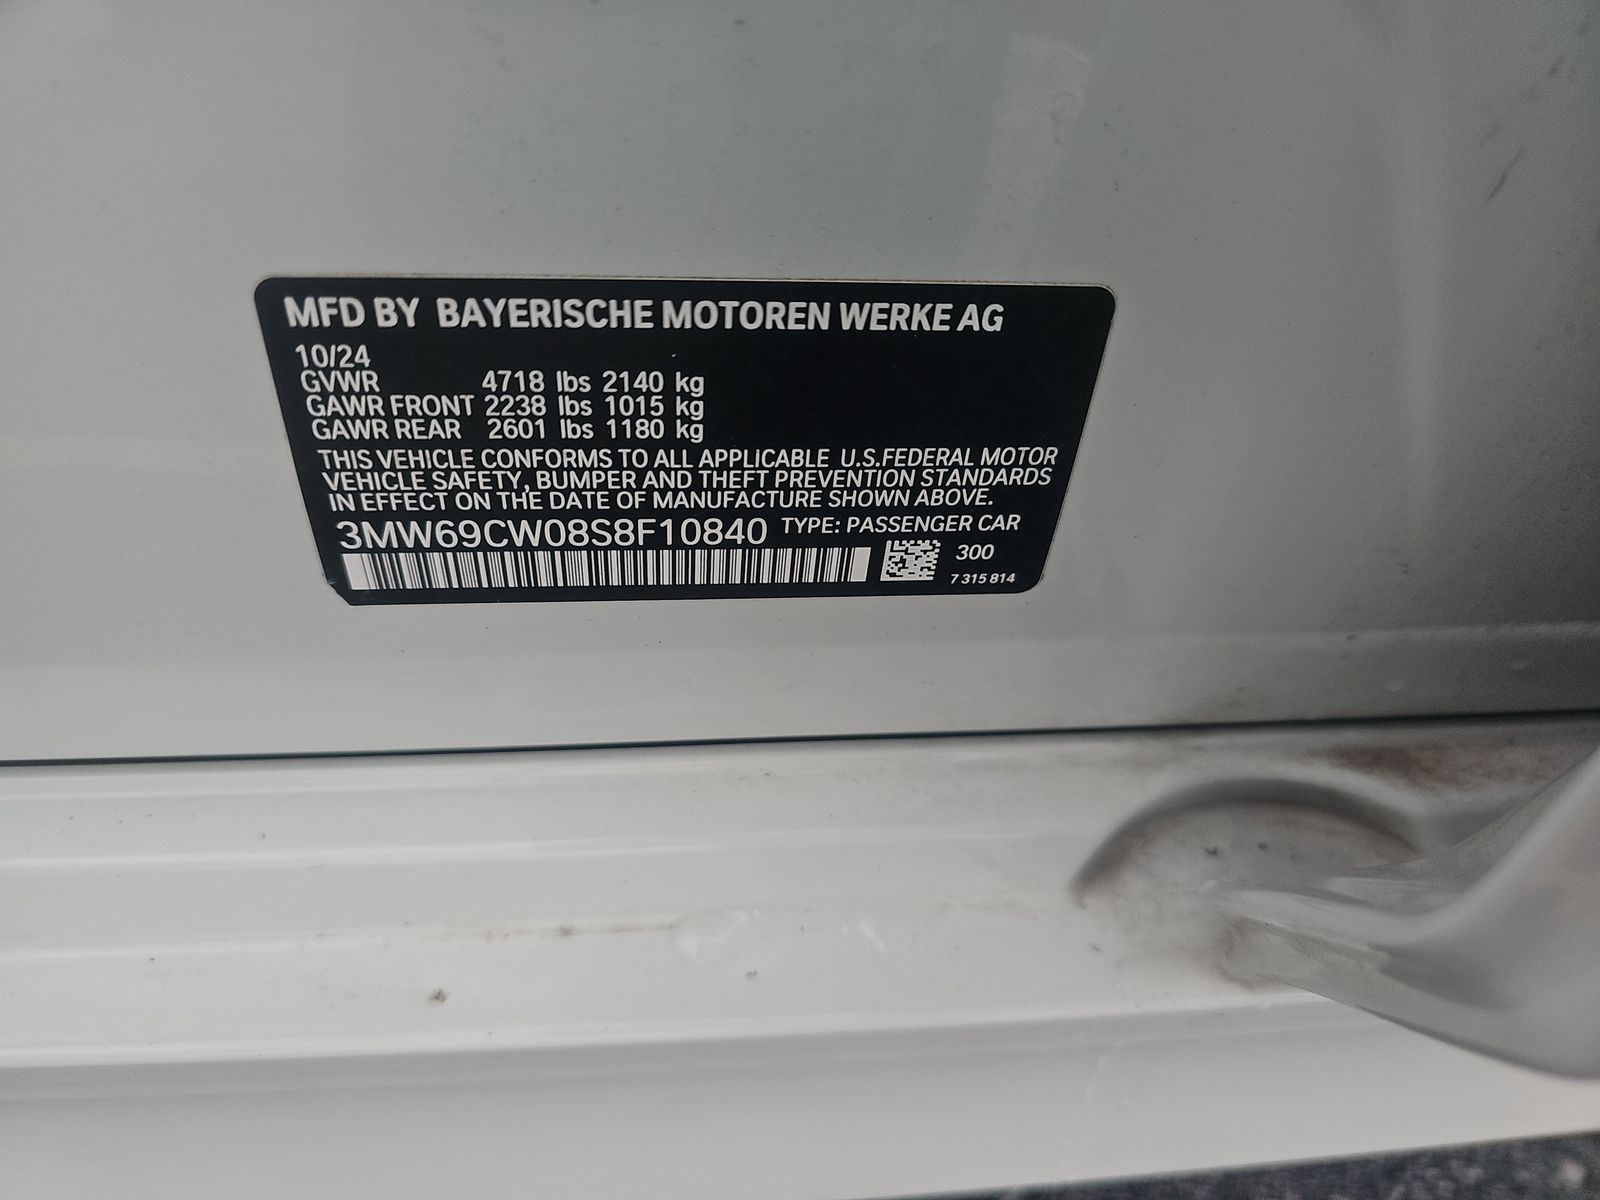 MFD BY BAYERISCHE MOTOREN WERKE AG
10/24
GVWR 4718 lbs 2140 kg
GAWR FRONT 2238 lbs 1015 kg
GAWR REAR 2601 lbs 1180 kg
THIS VEHICLE CONFORMS TO ALL APPLICABLE U.S.FEDERAL MOTOR
VEHICLE SAFETY, BUMPER AND THEFT PREVENTION STANDARDS
IN EFFECT ON THE DATE OF MANUFACTURE SHOWN ABOVE.
3MW69CW08S8F10840 TYPE: PASSENGER CAR
300
7 315 814